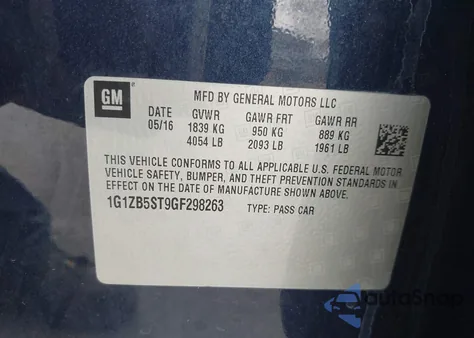 GM
MFD BY GENERAL MOTORS LLC
DATE GVWR GAWR FRT GAWR RR
05/16 1839 KG 950 KG 889 KG
4054 LB 2093 LB 1961 LB
THIS VEHICLE CONFORMS TO ALL APPLICABLE U.S. FEDERAL MOTOR
VEHICLE SAFETY, BUMPER, AND THEFT PREVENTION STANDARDS IN
EFFECT ON THE DATE OF MANUFACTURE SHOWN ABOVE.
1G1ZB5ST9GF298263 TYPE: PASS CAR
AutoSnap